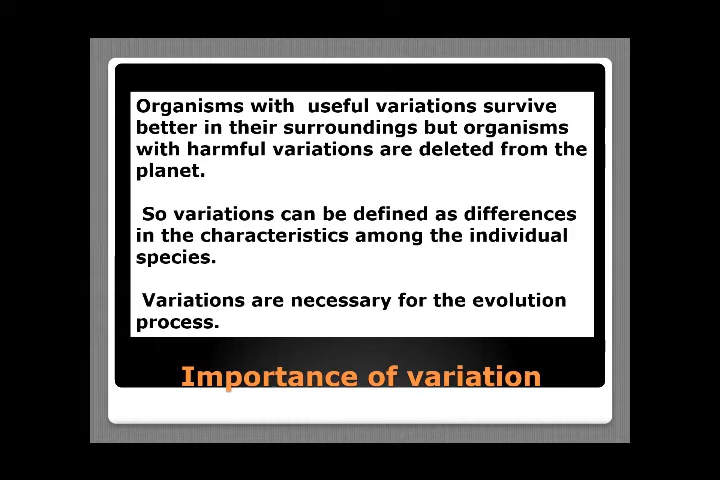 Organisms with  useful variations survive
better in their surroundings but organisms
with harmful variations are deleted from the
planet.
So variations can be defined as differences
in the characteristics among the individual
species.
Variations are necessary for the evolution
process.
Importance of variation